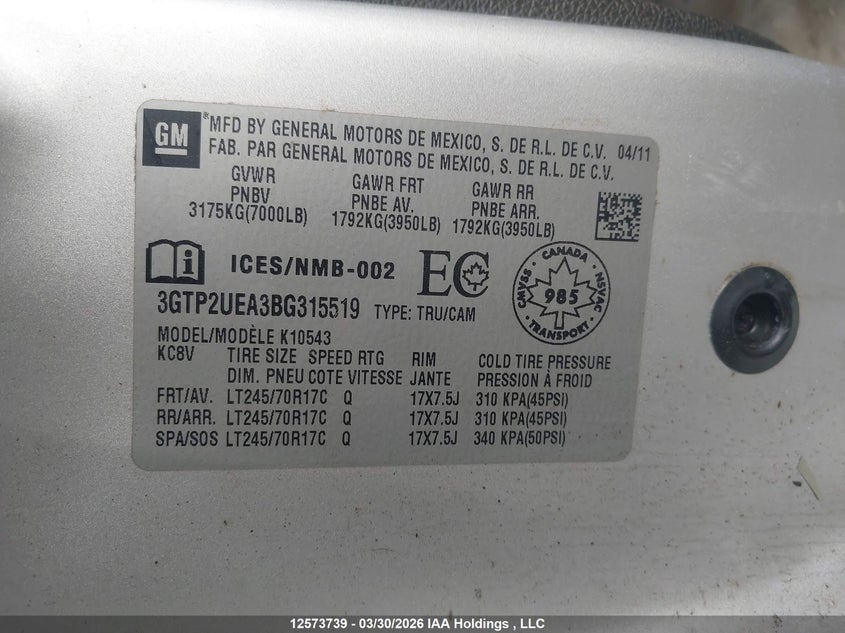 GM
*MFD BY GENERAL MOTORS DE MEXICO, S. DE R.L. DE C.V. 04/11
FAB. PAR GENERAL MOTORS DE MEXICO, S. DE R.L. DE C.V.
GVWR GAWR FRT GAWR RR
PNBV PNBE AV. PNBE ARR.
3175KG(7000LB) 1792KG(3950LB) 1792KG(3950LB)
i ICES/NMB-002 EC
CANADA
CMVSS 985 NSVAC
TRANSPORT
3GTP2UEA3BG315519 TYPE: TRU/CAM
MODEL/MODÈLE K10543
KC8V TIRE SIZE SPEED RTG RIM COLD TIRE PRESSURE
DIM. PNEU COTE VITESSE JANTE PRESSION À FROID
FRT/AV. LT245/70R17C Q 17X7.5J 310 KPA(45PSI)
RR/ARR. LT245/70R17C Q 17X7.5J 310 KPA(45PSI)
SPA/SOS LT245/70R17C Q 17X7.5J 340 KPA(50PSI)
12573739 - 03/30/2026 IAA Holdings , LLC